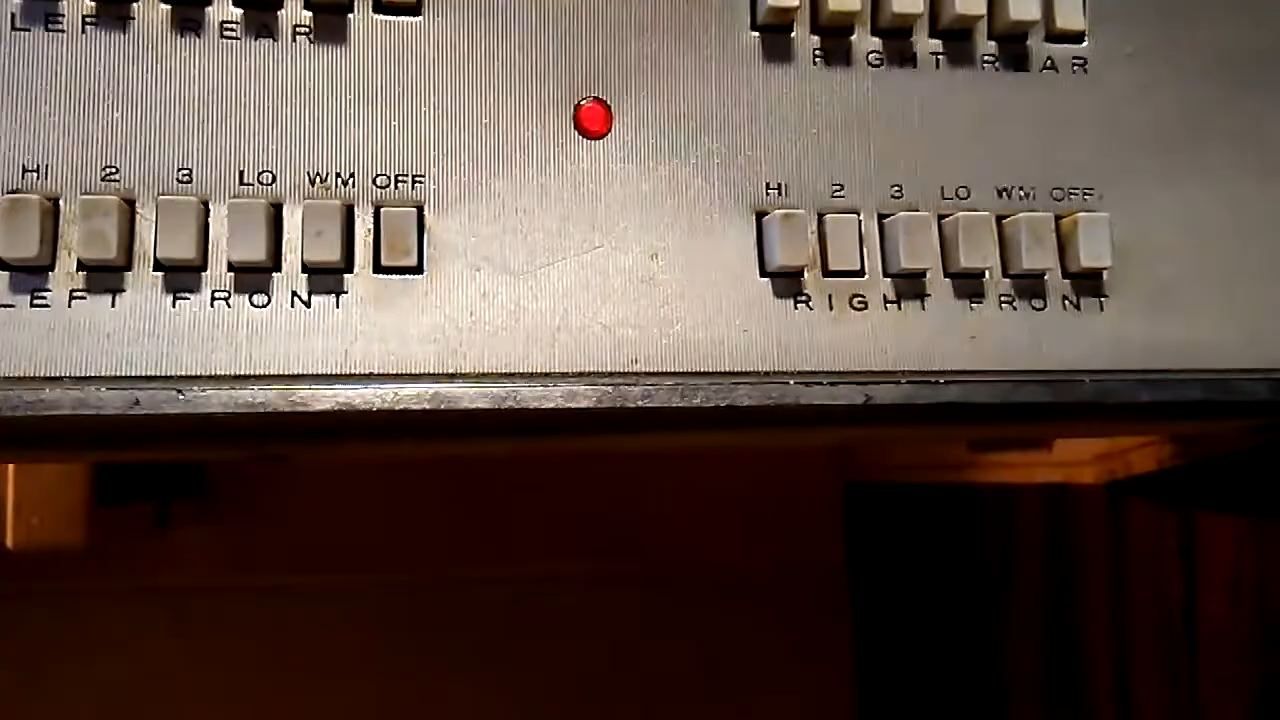 LEFT REAR
RIGHT REAR
HI 2 3 LO WM OFF
LEFT FRONT
HI 2 3 LO WM OFF
RIGHT FRONT